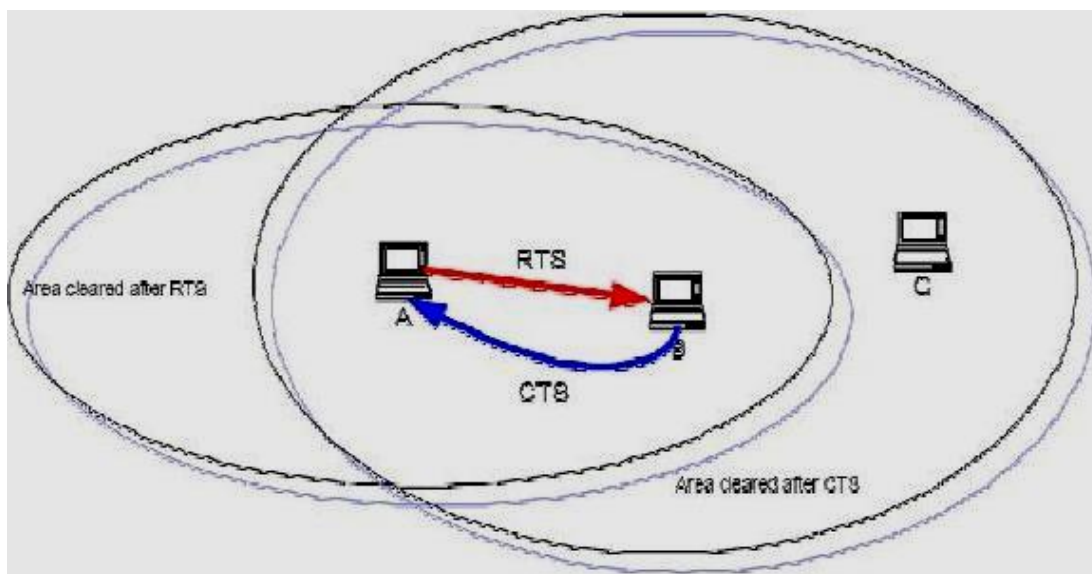 RTS
C
Area cleared after RTS
A
B
CTS
Area cleared after CTS